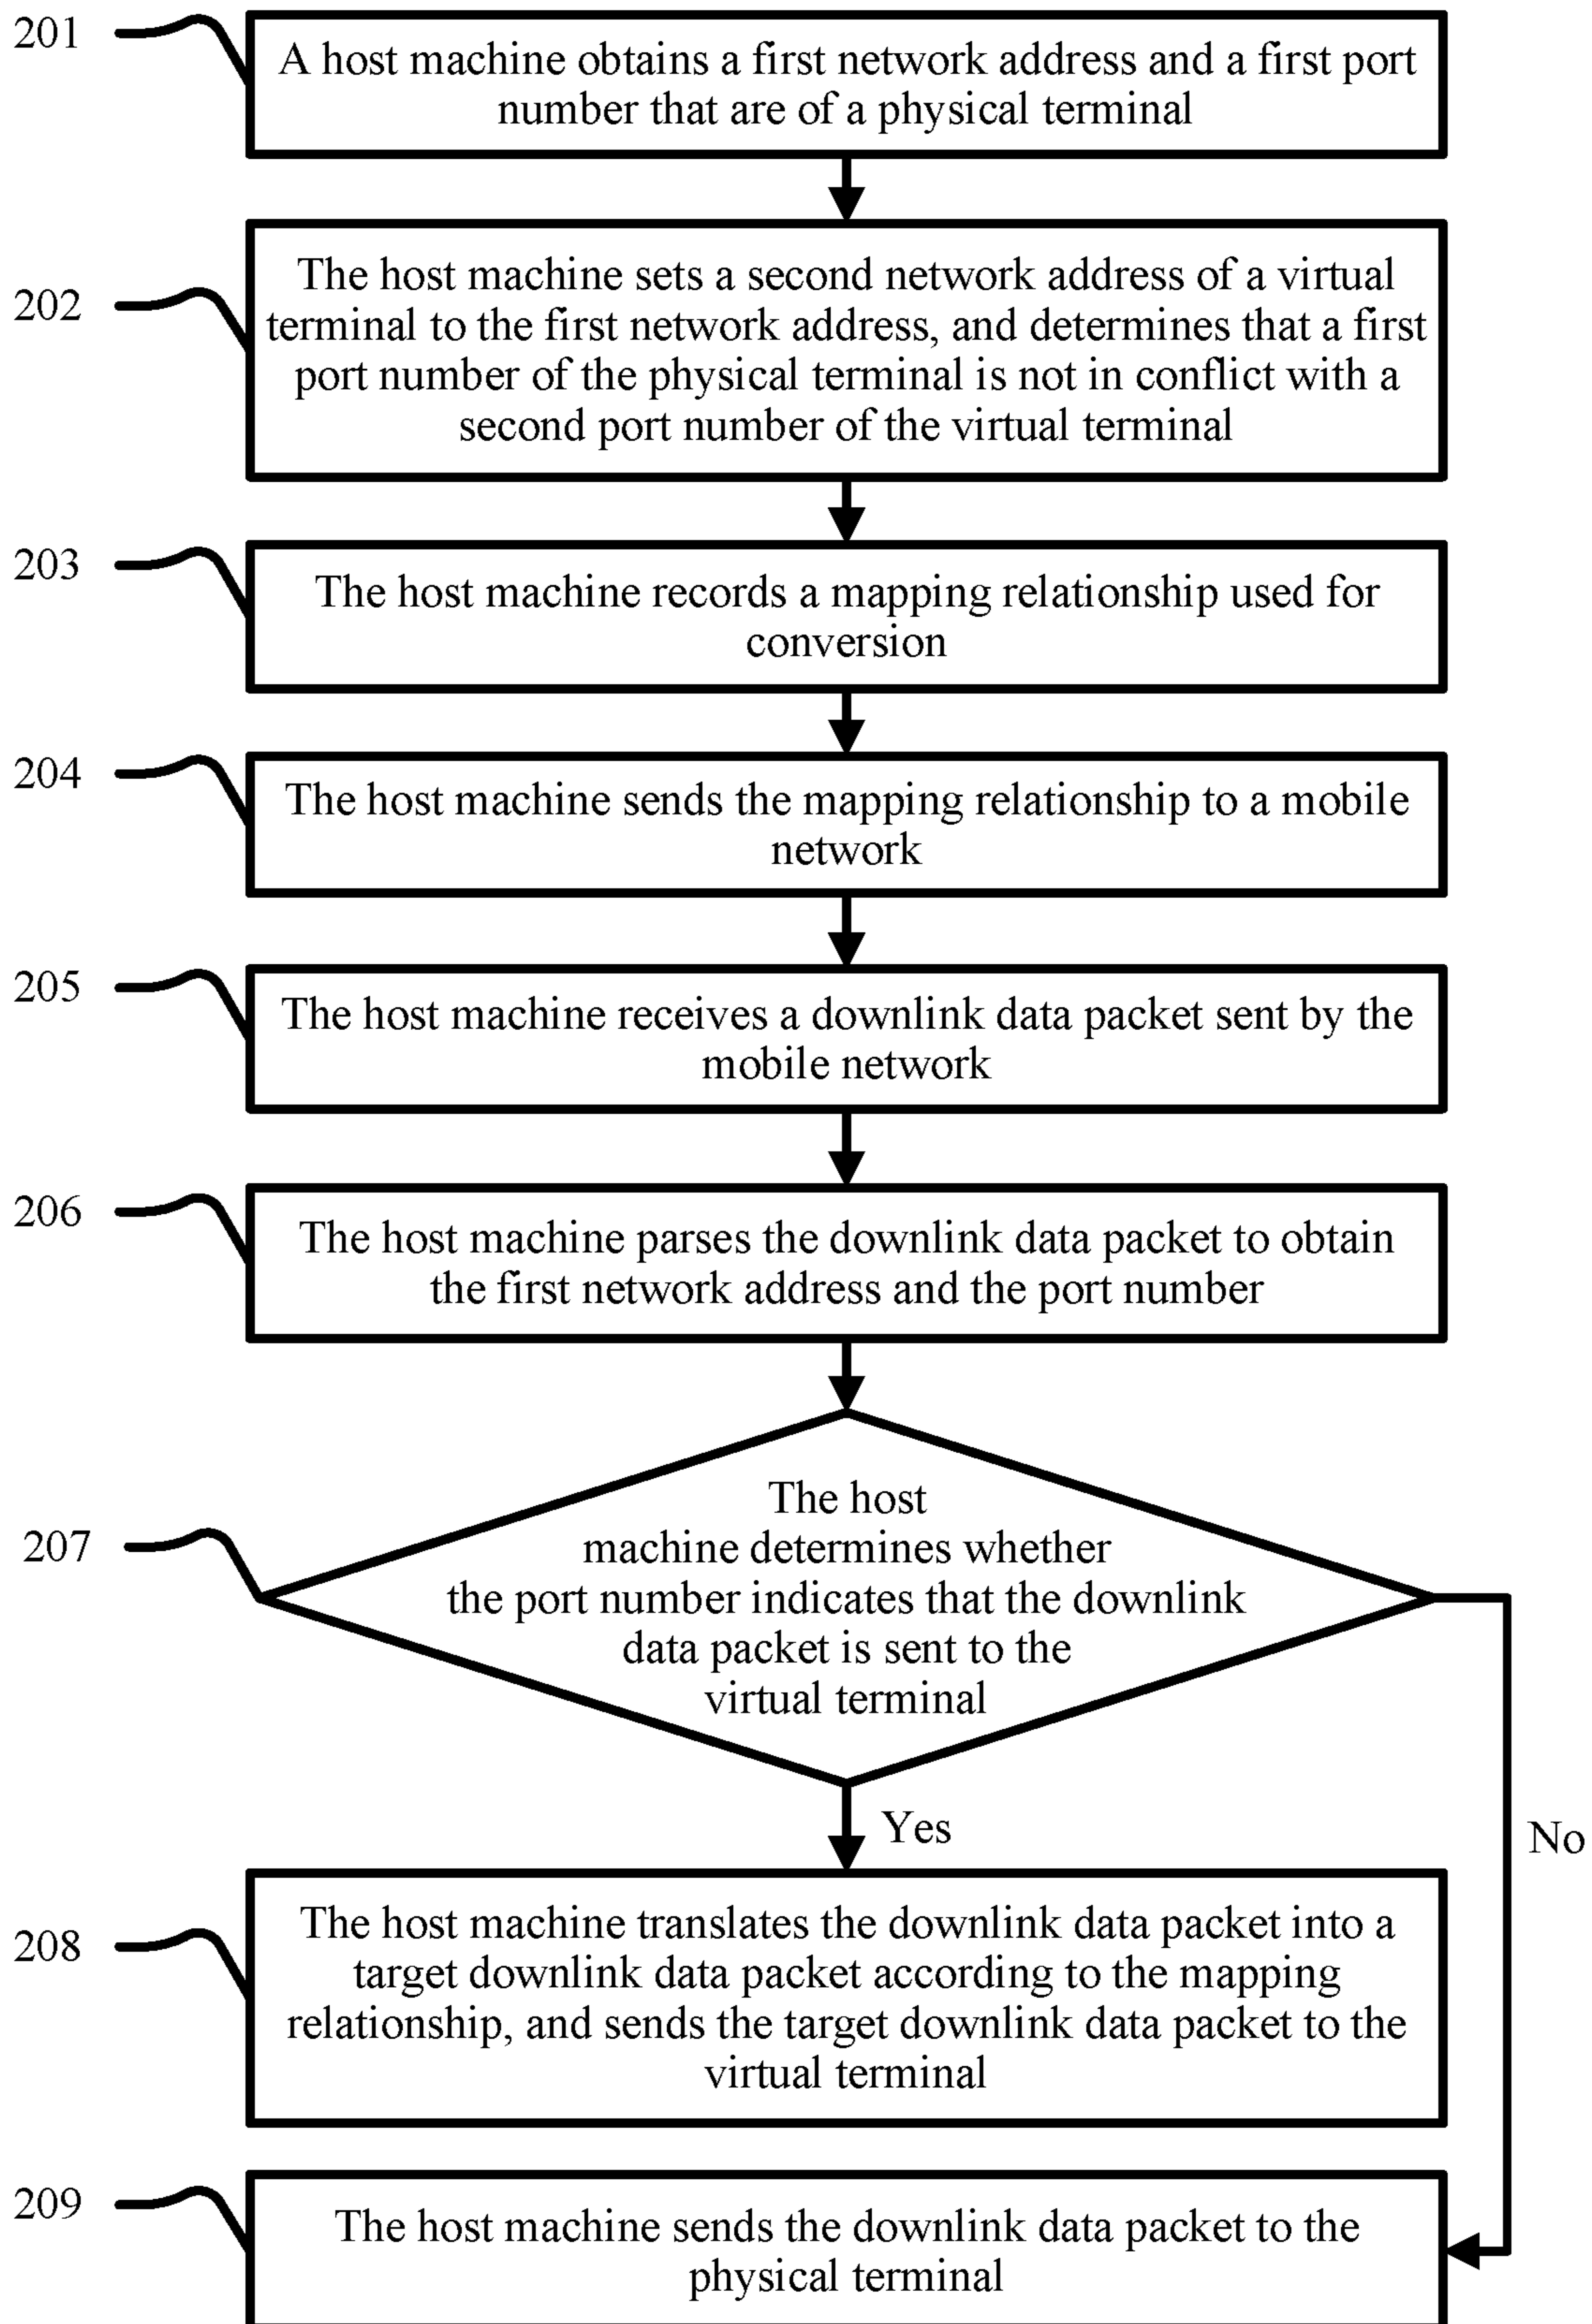 201
A host machine obtains a first network address and a first port
number that are of a physical terminal
202
The host machine sets a second network address of a virtual
terminal to the first network address, and determines that a first
port number of the physical terminal is not in conflict with a
second port number of the virtual terminal
203
The host machine records a mapping relationship used for
conversion
204
The host machine sends the mapping relationship to a mobile
network
205
The host machine receives a downlink data packet sent by the
mobile network
206
The host machine parses the downlink data packet to obtain
the first network address and the port number
207
The host
machine determines whether
the port number indicates that the downlink
data packet is sent to the
virtual terminal
Yes
No
208
The host machine translates the downlink data packet into a
target downlink data packet according to the mapping
relationship, and sends the target downlink data packet to the
virtual terminal
209
The host machine sends the downlink data packet to the
physical terminal